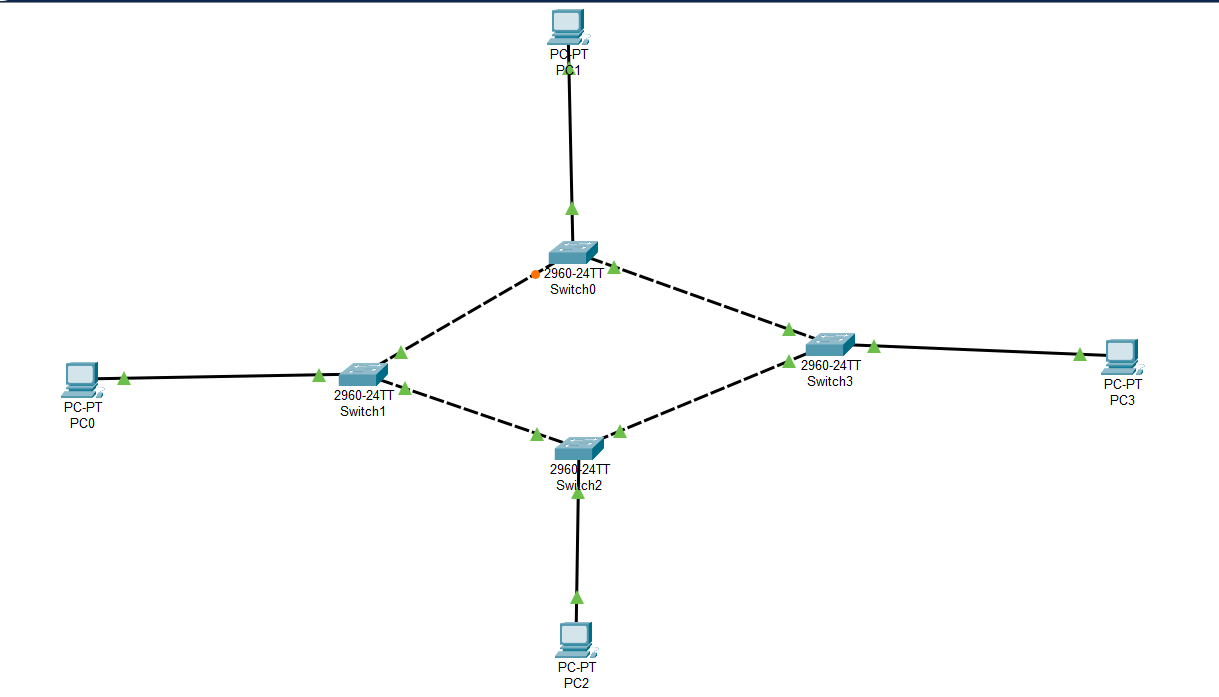 PC-PT
PC1
2960-24TT
Switch0
2960-24TT
Switch3
PC-PT
PC3
2960-24TT
Switch1
PC-PT
PC0
2960-24TT
Switch2
PC-PT
PC2